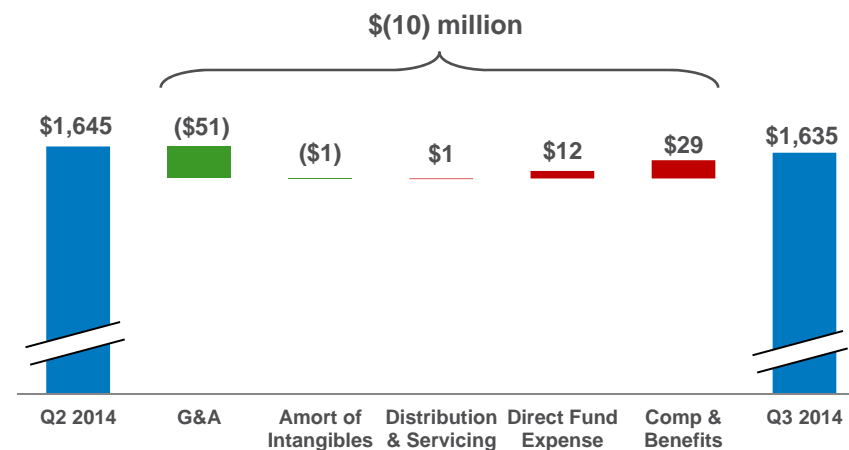 $(10) million
$1,645
($51)
($1)
$1
$12
$29
$1,635
Q2 2014
G&A
Amort of
Intangibles
Distribution
& Servicing
Direct Fund
Expense
Comp &
Benefits
Q3 2014